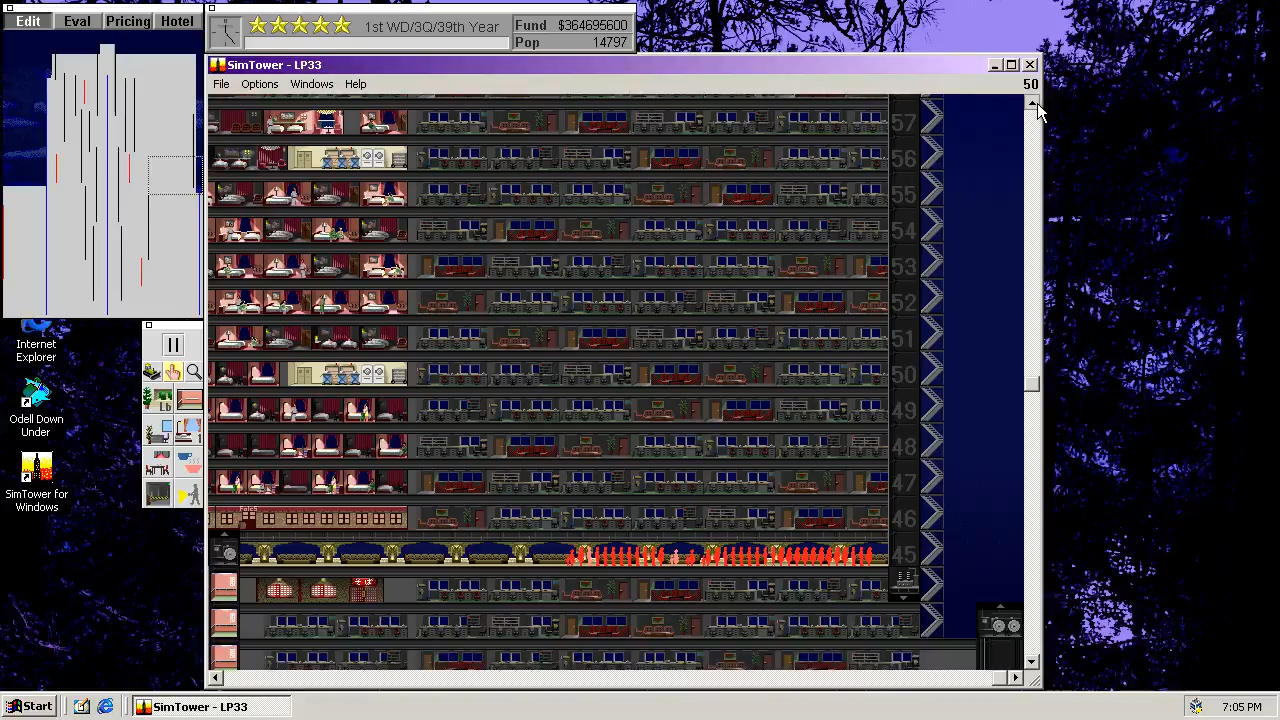 Edit Eval Pricing Hotel
1st WD/3Q/39th Year
Fund $364695600
Pop 14797
SimTower - LP33
File Options Windows Help
50
57
56
55
54
53
52
51
50
49
48
47
46
45
Lb
1
Internet
Explorer
Odell Down
Under
SimTower for
Windows
Start
SimTower - LP33
7:05 PM